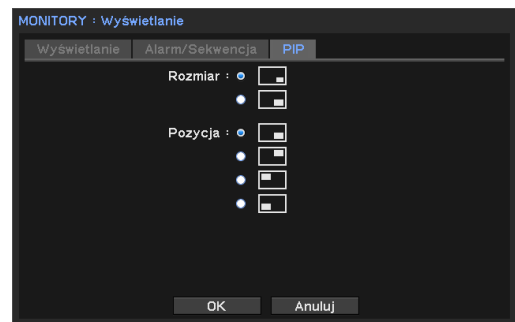 MONITORY : Wyświetlanie
Wyświetlanie Alarm/Sekwencja PIP
Rozmiar :
Pozycja :
OK Anuluj